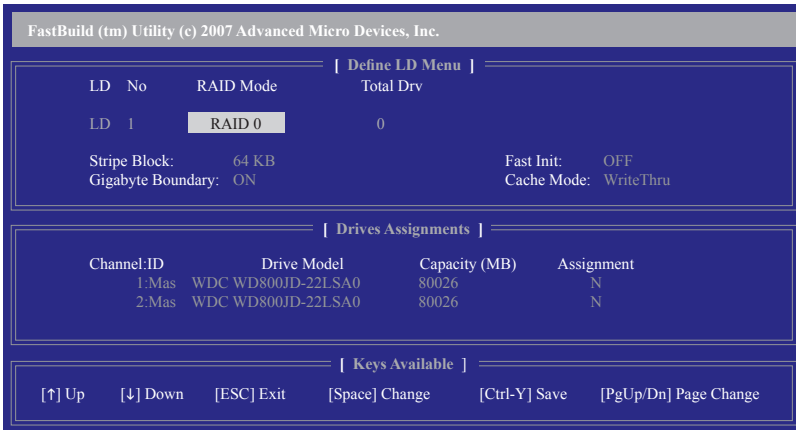 FastBuild (tm) Utility (c) 2007 Advanced Micro Devices, Inc.
[ Define LD Menu ]
LD No RAID Mode Total Drv
LD 1 RAID 0 0
Stripe Block: 64 KB Fast Init: OFF
Gigabyte Boundary: ON Cache Mode: WriteThru
[ Drives Assignments ]
Channel:ID Drive Model Capacity (MB) Assignment
1:Mas WDC WD800JD-22LSA0 80026 N
2:Mas WDC WD800JD-22LSA0 80026 N
[ Keys Available ]
[↑] Up [↓] Down [ESC] Exit [Space] Change [Ctrl-Y] Save [PgUp/Dn] Page Change